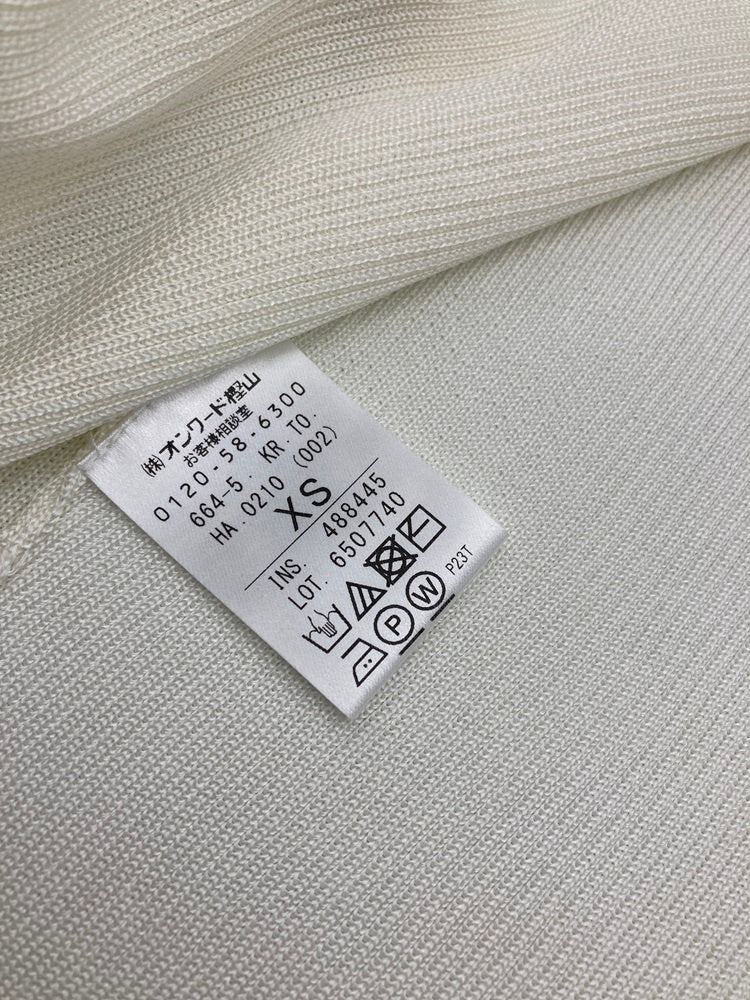 (株)オンワード樫山
お客様相談室
0120-58-6300
664-5. KR.TO.
HA.0210 (002)
XS
INS. 488445
LOT. 6507740
P W P23T